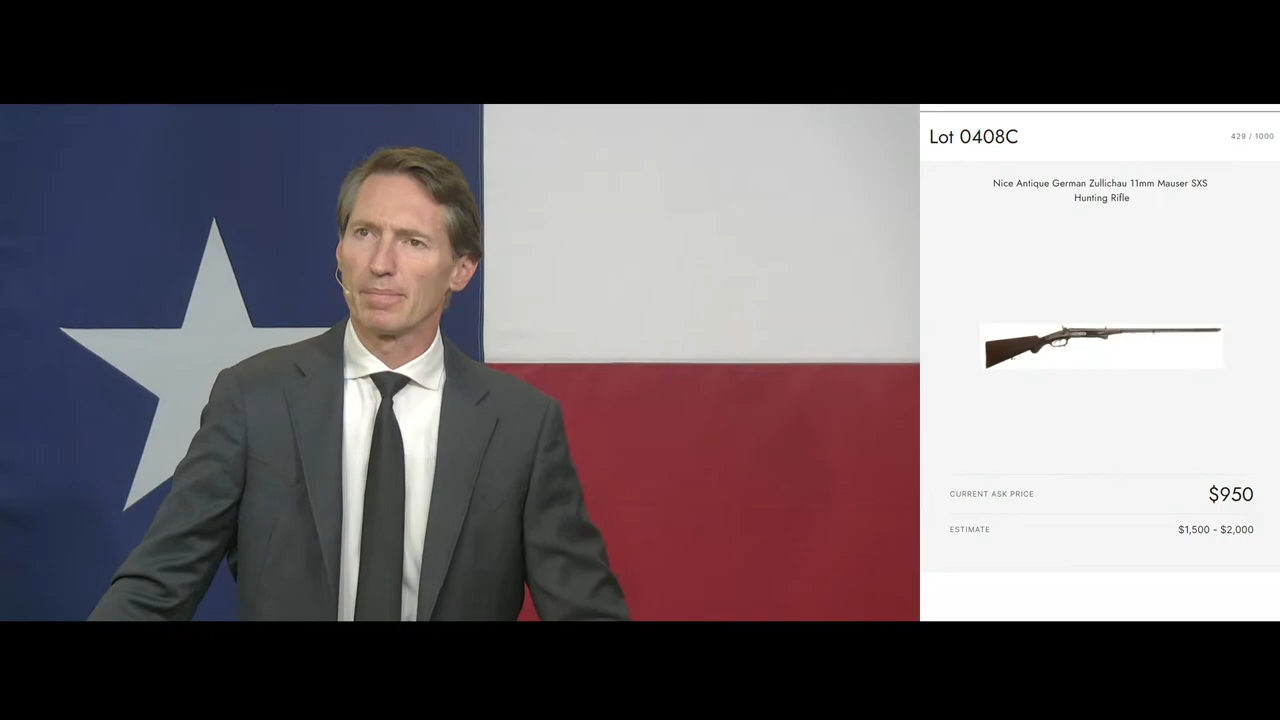 Lot 0408C
429 / 1000
Nice Antique German Zullichau 11mm Mauser SXS
Hunting Rifle
CURRENT ASK PRICE
$950
ESTIMATE
$1,500 - $2,000